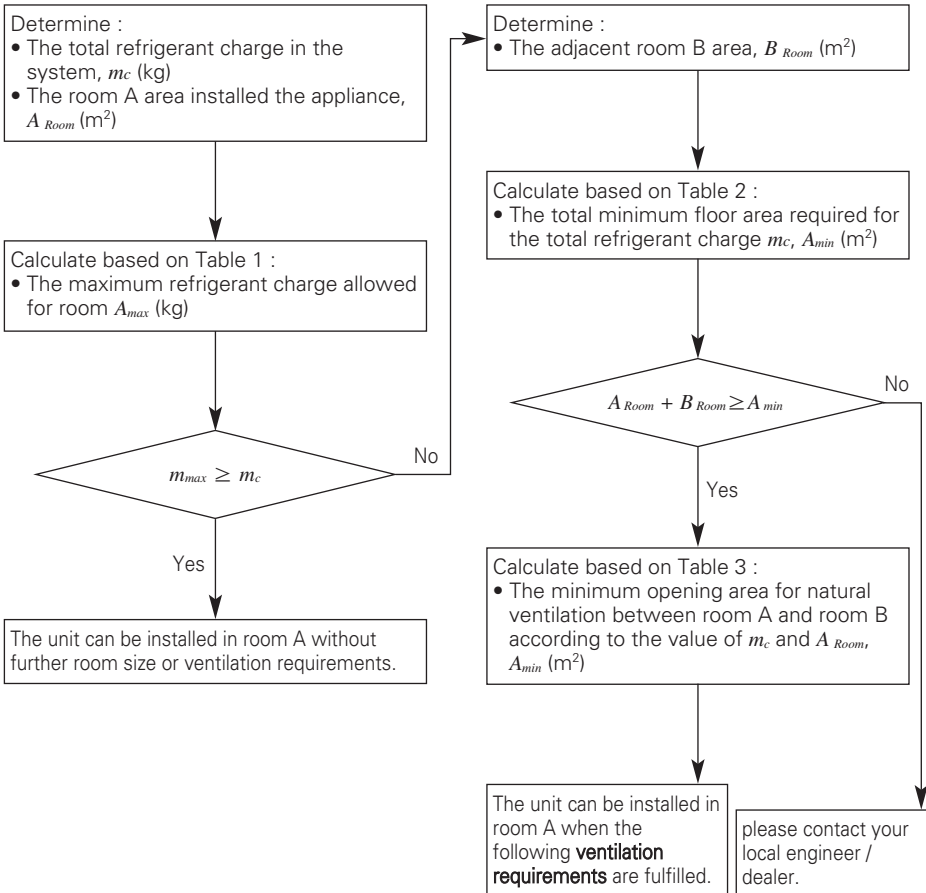 Determine :
• The total refrigerant charge in the
system, mc (kg)
• The room A area installed the appliance,
A Room (m²)
Calculate based on Table 1 :
• The maximum refrigerant charge allowed
for room Amax (kg)
mmax ≥ mc
No
Yes
The unit can be installed in room A without
further room size or ventilation requirements.
Determine :
• The adjacent room B area, B Room (m²)
Calculate based on Table 2 :
• The total minimum floor area required for
the total refrigerant charge mc, Amin (m²)
A Room + B Room ≥ A min
No
Yes
Calculate based on Table 3 :
• The minimum opening area for natural
ventilation between room A and room B
according to the value of mc and A Room,
Amin (m²)
The unit can be installed in
room A when the
following ventilation
requirements are fulfilled.
please contact your
local engineer /
dealer.